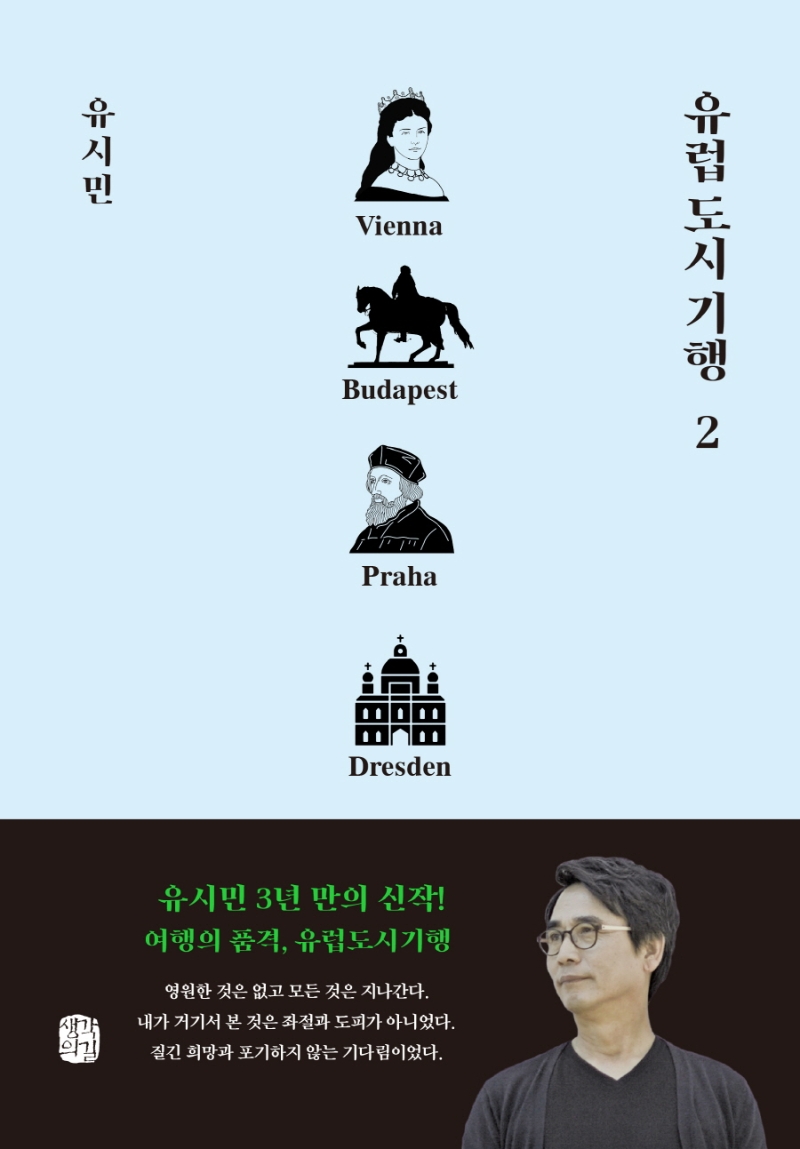 유시민
유럽 도시 기행 2
Vienna
Budapest
Praha
Dresden
유시민 3년 만의 신작!
여행의 품격, 유럽도시기행
영원한 것은 없고 모든 것은 지나간다.
내가 거기서 본 것은 좌절과 도피가 아니었다.
질긴 희망과 포기하지 않는 기다림이었다.
생각
의길